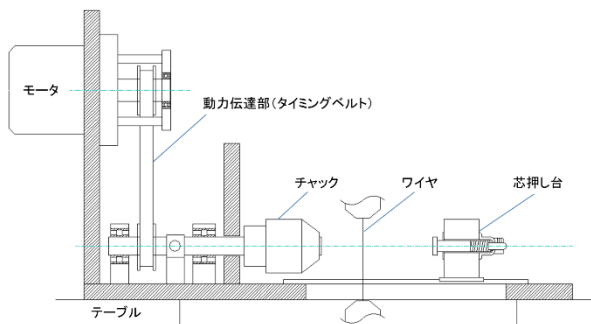 モータ
動力伝達部(タイミングベルト)
チャック
ワイヤ
芯押し台
テーブル